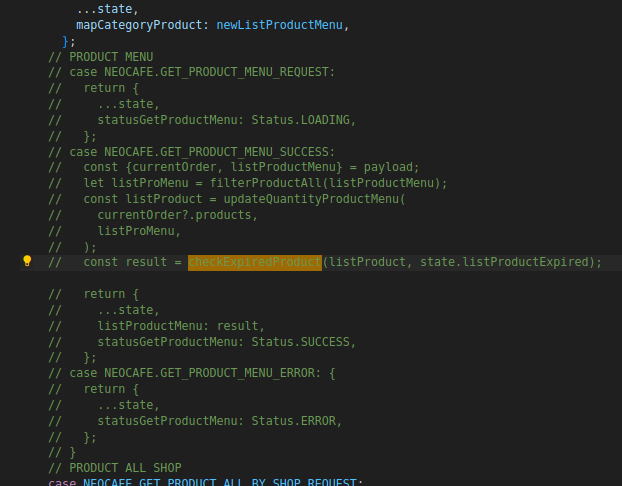 ...state,
mapCategoryProduct: newListProductMenu,
};
// PRODUCT MENU
// case NEOCAFE.GET_PRODUCT_MENU_REQUEST:
//   return {
//     ...state,
//     statusGetProductMenu: Status.LOADING,
//   };
// case NEOCAFE.GET_PRODUCT_MENU_SUCCESS:
//   const {currentOrder, listProductMenu} = payload;
//   let listProMenu = filterProductAll(listProductMenu);
//   const listProduct = updateQuantityProductMenu(
//     currentOrder?.products,
//     listProMenu,
//   );
//   const result = checkExpiredProduct(listProduct, state.listProductExpired);
//   return {
//     ...state,
//     listProductMenu: result,
//     statusGetProductMenu: Status.SUCCESS,
//   };
// case NEOCAFE.GET_PRODUCT_MENU_ERROR: {
//   return {
//     ...state,
//     statusGetProductMenu: Status.ERROR,
//   };
// }
// PRODUCT ALL SHOP
case NEOCAFE.GET_PRODUCT_ALL_BY_SHOP_REQUEST: